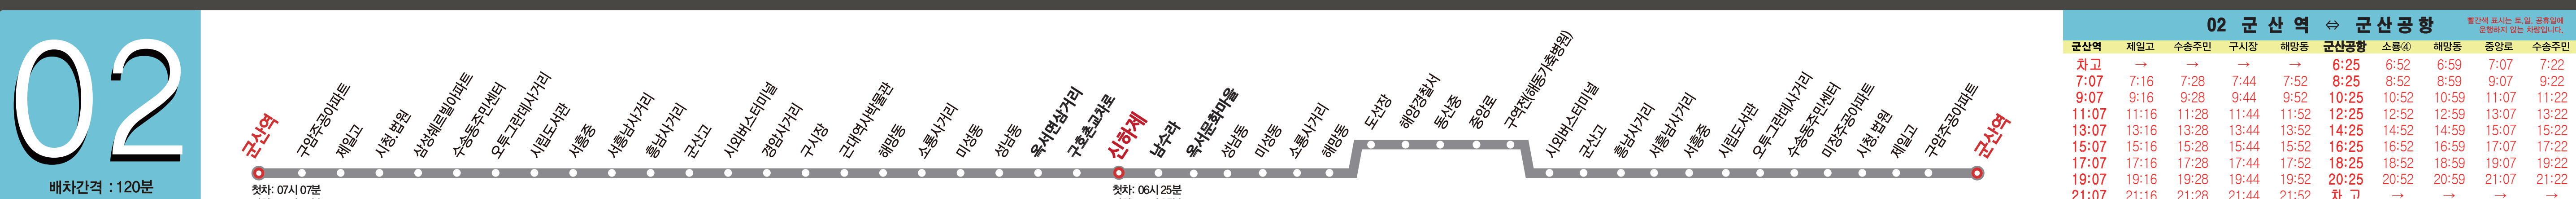 02
배차간격 : 120분
군산역
구암주공아파트
제일고
시청.법원
삼성쉐르빌아파트
수송동주민센터
오투그란데사거리
시립도서관
서흥중
서흥남사거리
흥남사거리
군산고
시외버스터미널
경암사거리
구시장
근대역사박물관
해망동
소룡사거리
미성동
성남동
옥서면삼거리
구호촌교차로
신하제
남수라
옥서문화마을
성남동
미성동
소룡사거리
해망동
도선장
해양경찰서
동산중
중앙로
구역전(해동가축병원)
시외버스터미널
군산고
흥남사거리
서흥남사거리
서흥중
시립도서관
오투그란데사거리
수송동주민센터
미장주공아파트
시청.법원
제일고
구암주공아파트
군산역
첫차: 07시 07분
첫차: 06시 25분
02 군 산 역 ⇔ 군 산 공 항
빨간색 표시는 토,일, 공휴일에
운행하지 않는 차량입니다.
군산역 제일고 수송주민 구시장 해망동 군산공항 소룡④ 해망동 중앙로 수송주민
차고 → → → → 6:25 6:52 6:59 7:07 7:22
7:07 7:16 7:28 7:44 7:52 8:25 8:52 8:59 9:07 9:22
9:07 9:16 9:28 9:44 9:52 10:25 10:52 10:59 11:07 11:22
11:07 11:16 11:28 11:44 11:52 12:25 12:52 12:59 13:07 13:22
13:07 13:16 13:28 13:44 13:52 14:25 14:52 14:59 15:07 15:22
15:07 15:16 15:28 15:44 15:52 16:25 16:52 16:59 17:07 17:22
17:07 17:16 17:28 17:44 17:52 18:25 18:52 18:59 19:07 19:22
19:07 19:16 19:28 19:44 19:52 20:25 20:52 20:59 21:07 21:22
21:07 21:16 21:28 21:44 21:52 차 고 → → → →